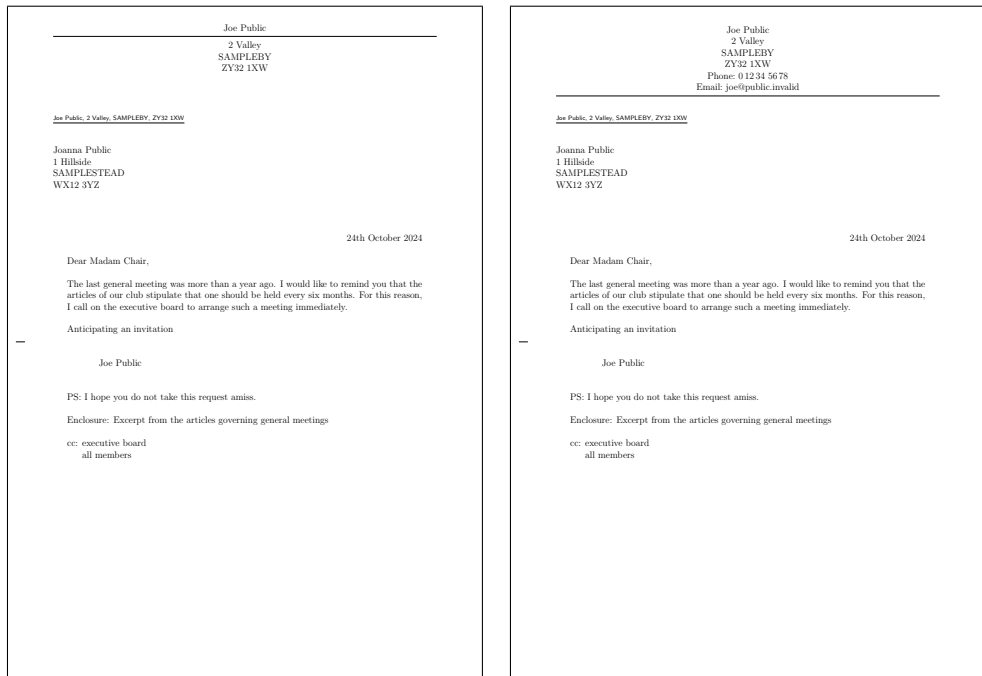 Joe Public
2 Valley
SAMPLEBY
ZY32 1XW
Joe Public, 2 Valley, SAMPLEBY, ZY32 1XW
Joanna Public
1 Hillside
SAMPLESTEAD
WX12 3YZ
24th October 2024
Dear Madam Chair,
The last general meeting was more than a year ago. I would like to remind you that the
articles of our club stipulate that one should be held every six months. For this reason,
I call on the executive board to arrange such a meeting immediately.
Anticipating an invitation
Joe Public
PS: I hope you do not take this request amiss.
Enclosure: Excerpt from the articles governing general meetings
cc: executive board
all members
Joe Public
2 Valley
SAMPLEBY
ZY32 1XW
Phone: 0 12 34 56 78
Email: joe@public.invalid
Joe Public, 2 Valley, SAMPLEBY, ZY32 1XW
Joanna Public
1 Hillside
SAMPLESTEAD
WX12 3YZ
24th October 2024
Dear Madam Chair,
The last general meeting was more than a year ago. I would like to remind you that the
articles of our club stipulate that one should be held every six months. For this reason,
I call on the executive board to arrange such a meeting immediately.
Anticipating an invitation
Joe Public
PS: I hope you do not take this request amiss.
Enclosure: Excerpt from the articles governing general meetings
cc: executive board
all members